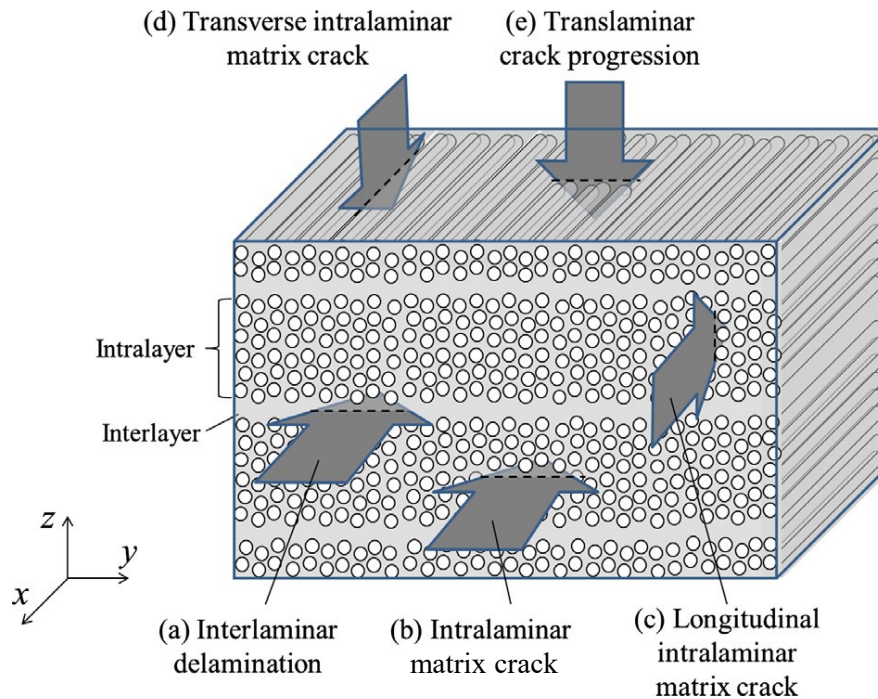 (d) Transverse intralaminar
matrix crack
(e) Translaminar
crack progression
Intralayer
Interlayer
z
y
x
(a) Interlaminar
delamination
(b) Intralaminar
matrix crack
(c) Longitudinal
intralaminar
matrix crack